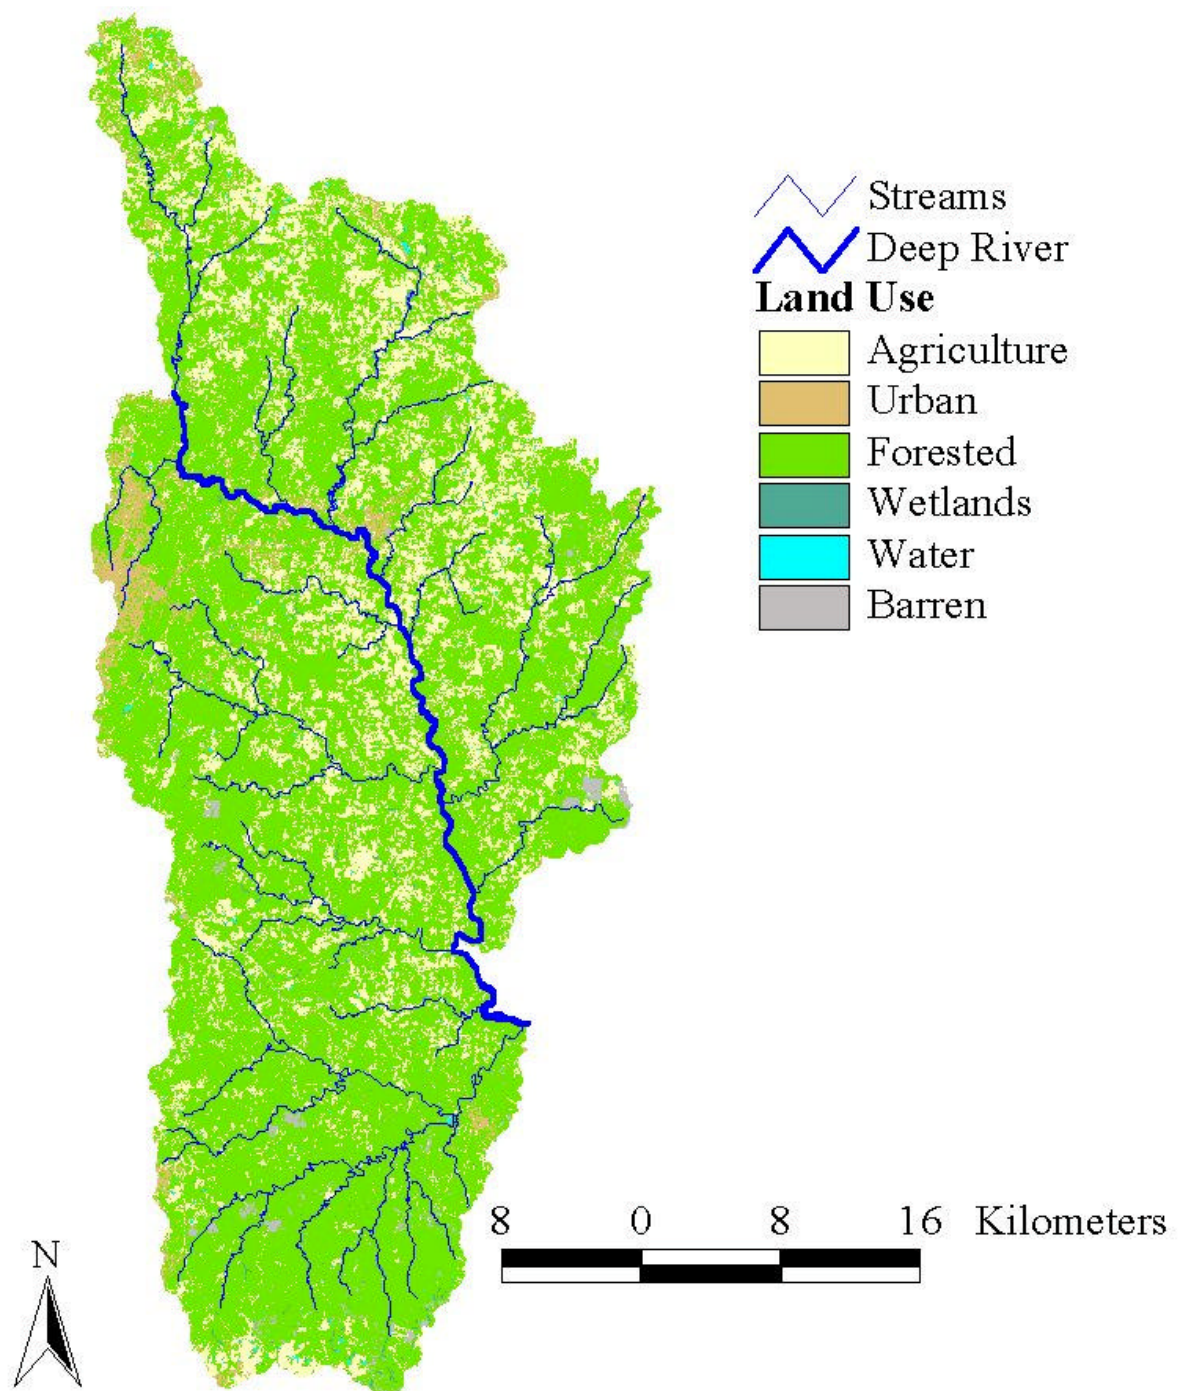 Streams
Deep River
Land Use
Agriculture
Urban
Forested
Wetlands
Water
Barren
8 0 8 16 Kilometers
N